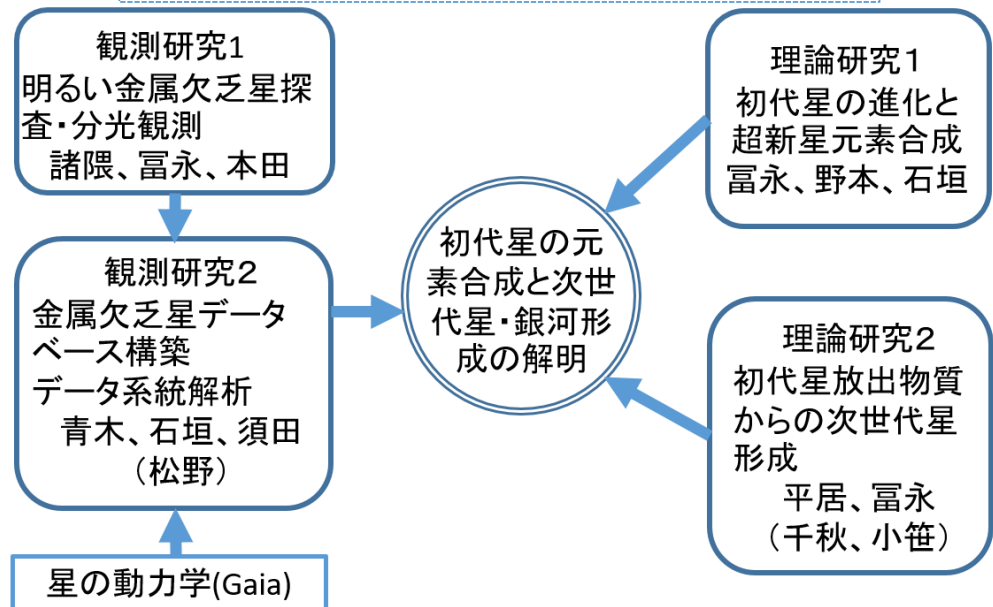 観測研究1
明るい金属欠乏星探
査・分光観測
諸隈、冨永、本田
観測研究２
金属欠乏星データ
ベース構築
データ系統解析
青木、石垣、須田
（松野）
星の動力学(Gaia)
初代星の元
素合成と次世
代星・銀河形
成の解明
理論研究１
初代星の進化と
超新星元素合成
冨永、野本、石垣
理論研究２
初代星放出物質
からの次世代星
形成
平居、冨永
（千秋、小笹）